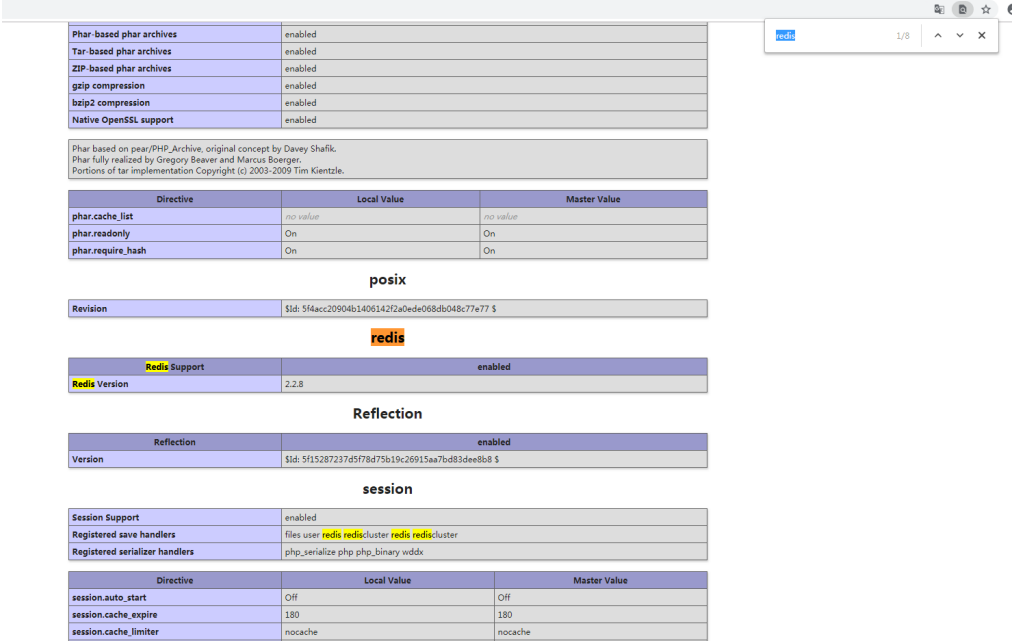 redis 1/8
Phar-based phar archives enabled
Tar-based phar archives enabled
ZIP-based phar archives enabled
gzip compression enabled
bzip2 compression enabled
Native OpenSSL support enabled
Phar based on pear/PHP_Archive, original concept by Davey Shafik.
Phar fully realized by Gregory Beaver and Marcus Boerger.
Portions of tar implementation Copyright (c) 2003-2009 Tim Kientzle.
Directive Local Value Master Value
phar.cache_list no value no value
phar.readonly On On
phar.require_hash On On
posix
Revision $Id: 5f4acc20904b1406142f2a0ede068db048c77e77 $
redis
Redis Support enabled
Redis Version 2.2.8
Reflection
Reflection enabled
Version $Id: 5f15287237d5f78d75b19c26915aa7bd83dee8b8 $
session
Session Support enabled
Registered save handlers files user redis rediscluster redis rediscluster
Registered serializer handlers php_serialize php php_binary wddx
Directive Local Value Master Value
session.auto_start Off Off
session.cache_expire 180 180
session.cache_limiter nocache nocache